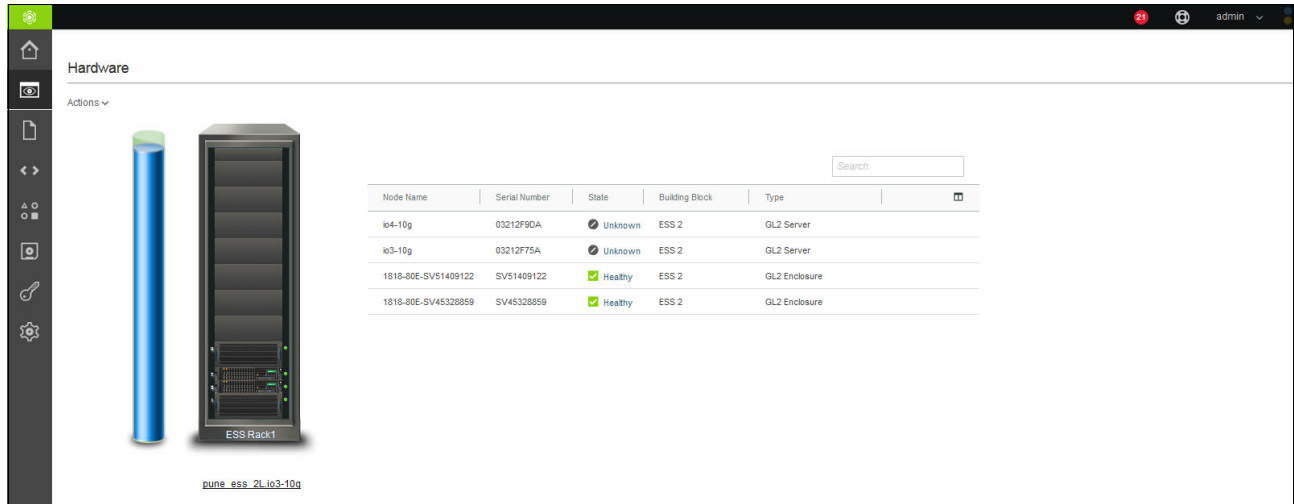 21 admin
Hardware
Actions
Search
Node Name Serial Number State Building Block Type
io4-10g 03212F9DA Unknown ESS 2 GL2 Server
io3-10g 03212F75A Unknown ESS 2 GL2 Server
1818-80E-SV51409122 SV51409122 Healthy ESS 2 GL2 Enclosure
1818-80E-SV45328859 SV45328859 Healthy ESS 2 GL2 Enclosure
ESS Rack1
pune_ess_2L.io3-10g